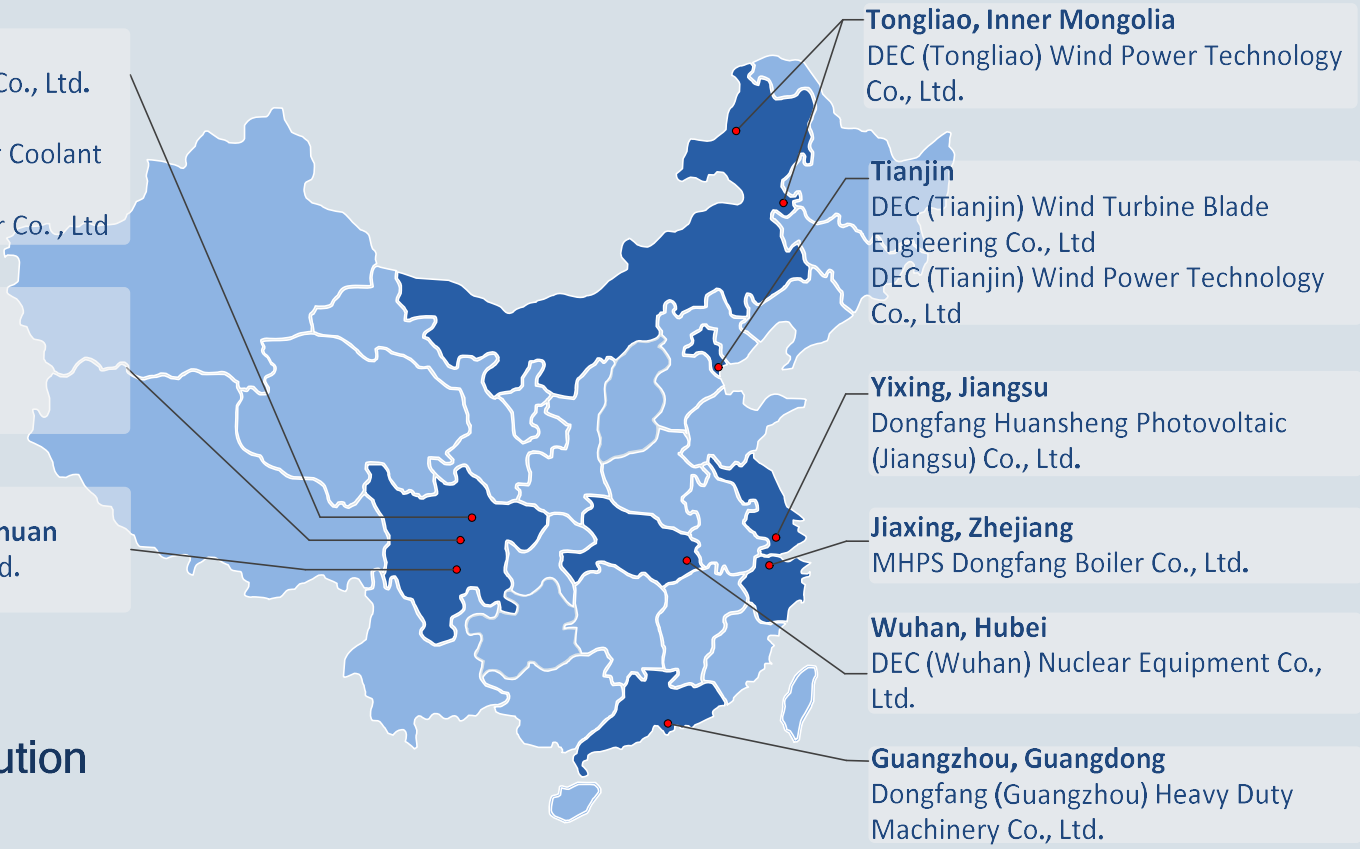 Co., Ltd.
Coolant
Co. , Ltd
huan
d.
ution
Tongliao, Inner Mongolia
DEC (Tongliao) Wind Power Technology
Co., Ltd.
Tianjin
DEC (Tianjin) Wind Turbine Blade
Engieering Co., Ltd
DEC (Tianjin) Wind Power Technology
Co., Ltd
Yixing, Jiangsu
Dongfang Huansheng Photovoltaic
(Jiangsu) Co., Ltd.
Jiaxing, Zhejiang
MHPS Dongfang Boiler Co., Ltd.
Wuhan, Hubei
DEC (Wuhan) Nuclear Equipment Co.,
Ltd.
Guangzhou, Guangdong
Dongfang (Guangzhou) Heavy Duty
Machinery Co., Ltd.